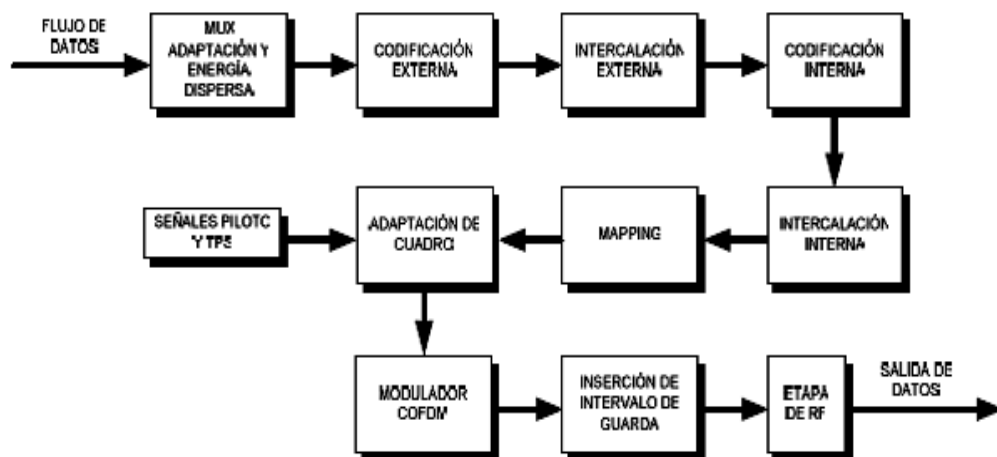 FLUJO DE
DATOS
MUX
ADAPTACIÓN Y
ENERGÍA
DISPERSA
CODIFICACIÓN
EXTERNA
INTERCALACIÓN
EXTERNA
CODIFICACIÓN
INTERNA
SEÑALES PILOTO
Y TPS
ADAPTACIÓN DE
CUADRO
MAPPING
INTERCALACIÓN
INTERNA
MODULADOR
COFDM
INSERCIÓN DE
INTERVALO DE
GUARDA
ETAPA
DE RF
SALIDA DE
DATOS